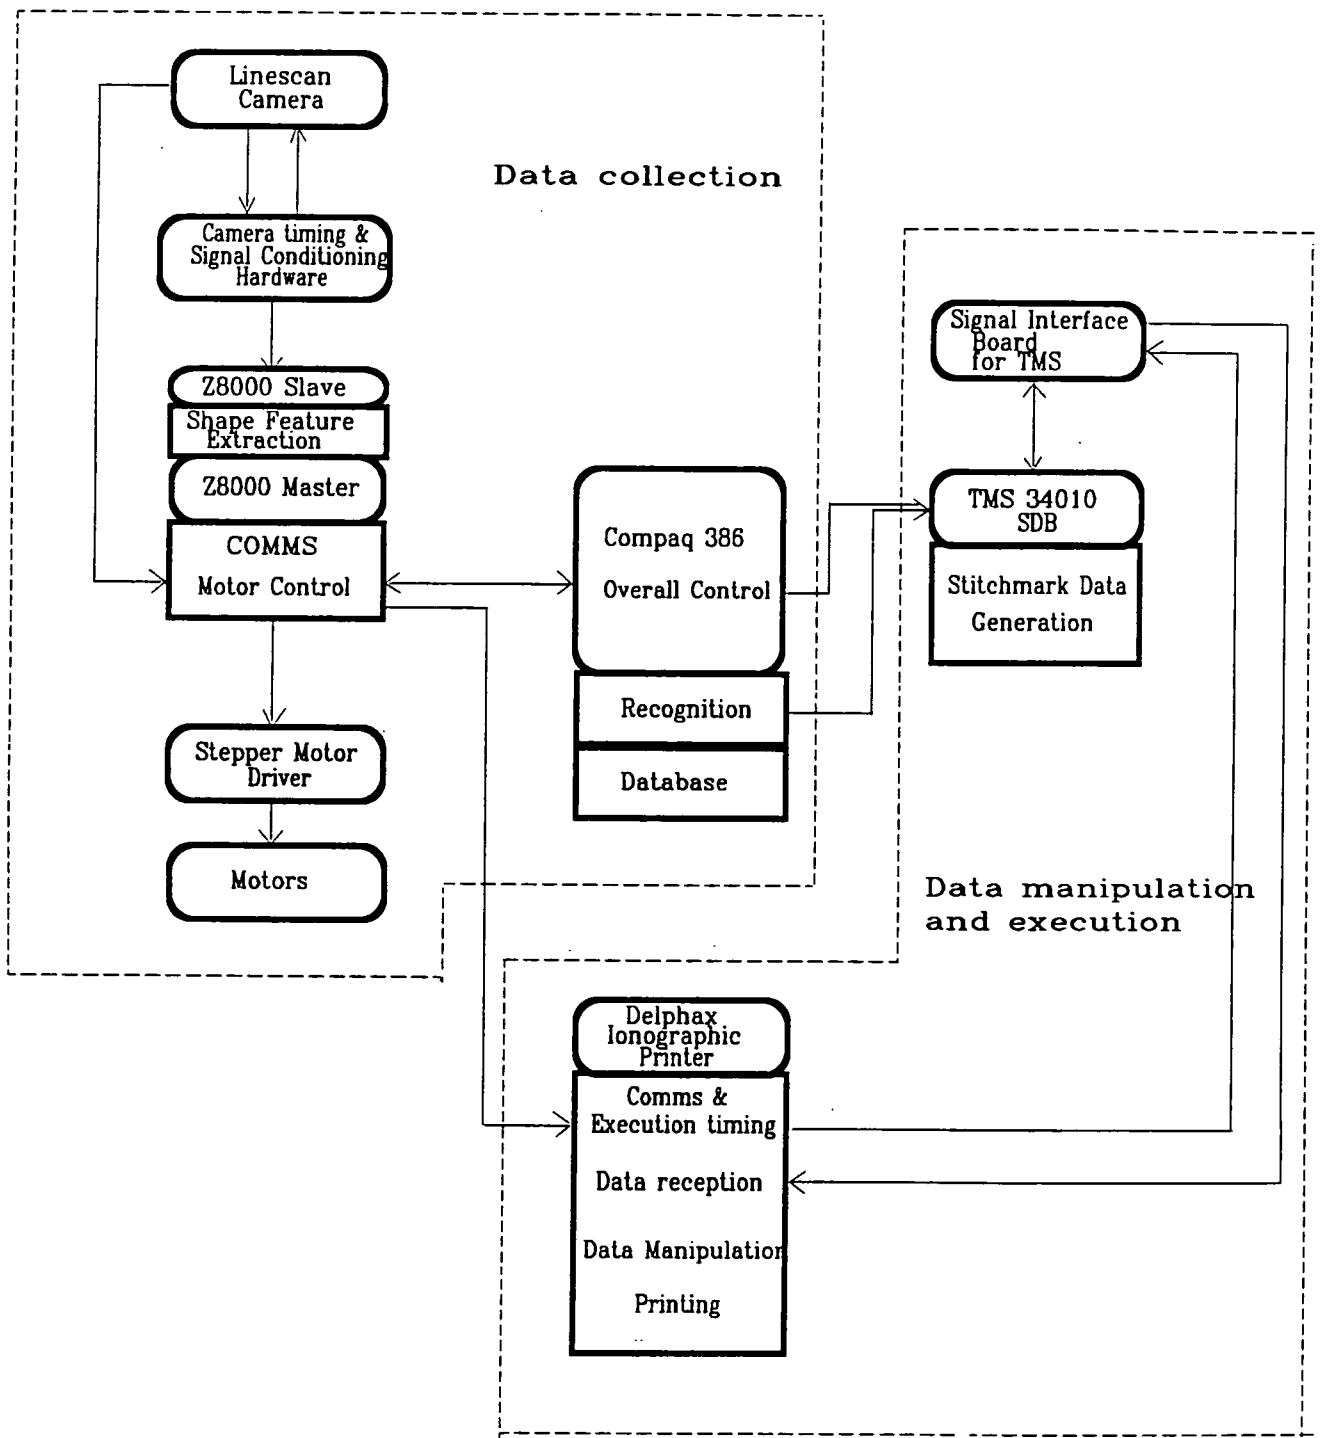 Linescan
Camera
Data collection
Camera timing &
Signal Conditioning
Hardware
Z8000 Slave
Shape Feature
Extraction
Z8000 Master
COMMS
Motor Control
Stepper Motor
Driver
Motors
Compaq 386
Overall Control
Recognition
Database
Signal Interface
Board
for TMS
TMS 34010
SDB
Stitchmark Data
Generation
Data manipulation
and execution
Delphax
Ionographic
Printer
Comms &
Execution timing
Data reception
Data Manipulation
Printing